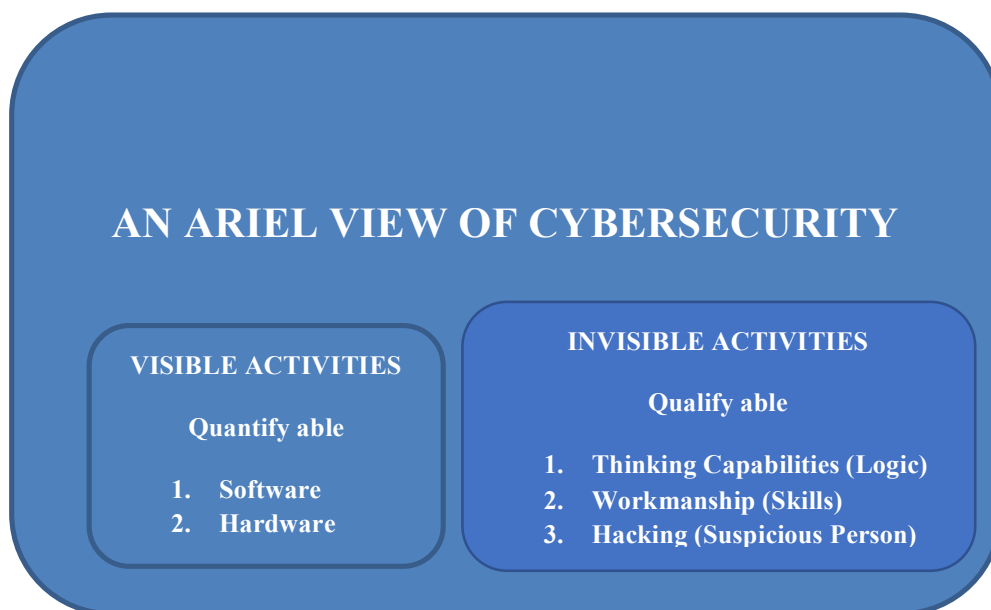 AN ARIEL VIEW OF CYBERSECURITY
VISIBLE ACTIVITIES
Quantify able
1. Software
2. Hardware
INVISIBLE ACTIVITIES
Qualify able
1. Thinking Capabilities (Logic)
2. Workmanship (Skills)
3. Hacking (Suspicious Person)